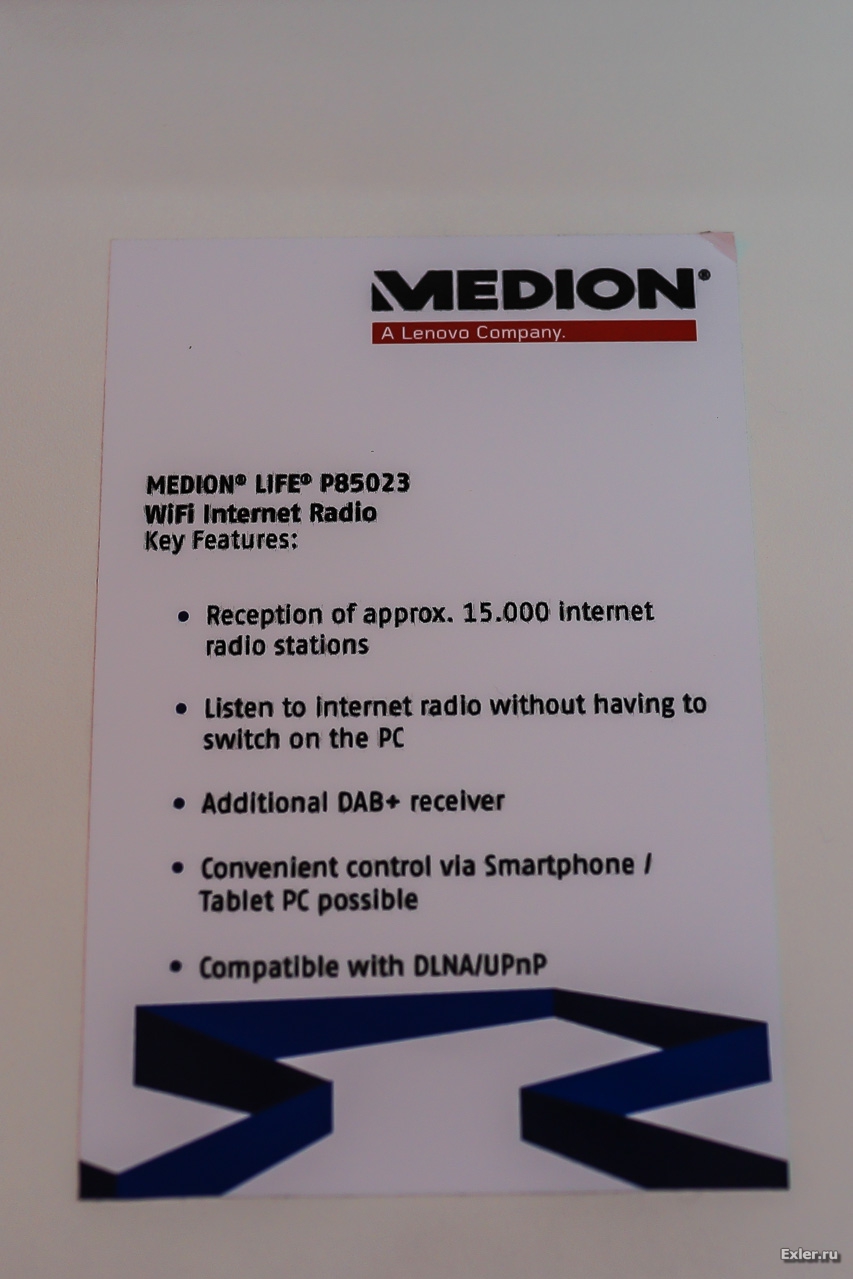 MEDION®
A Lenovo Company.
MEDION® LIFE® P85023
WiFi Internet Radio
Key Features:
• Reception of approx. 15.000 internet
radio stations
• Listen to internet radio without having to
switch on the PC
• Additional DAB+ receiver
• Convenient control via Smartphone /
Tablet PC possible
• Compatible with DLNA/UPnP
Exler.ru